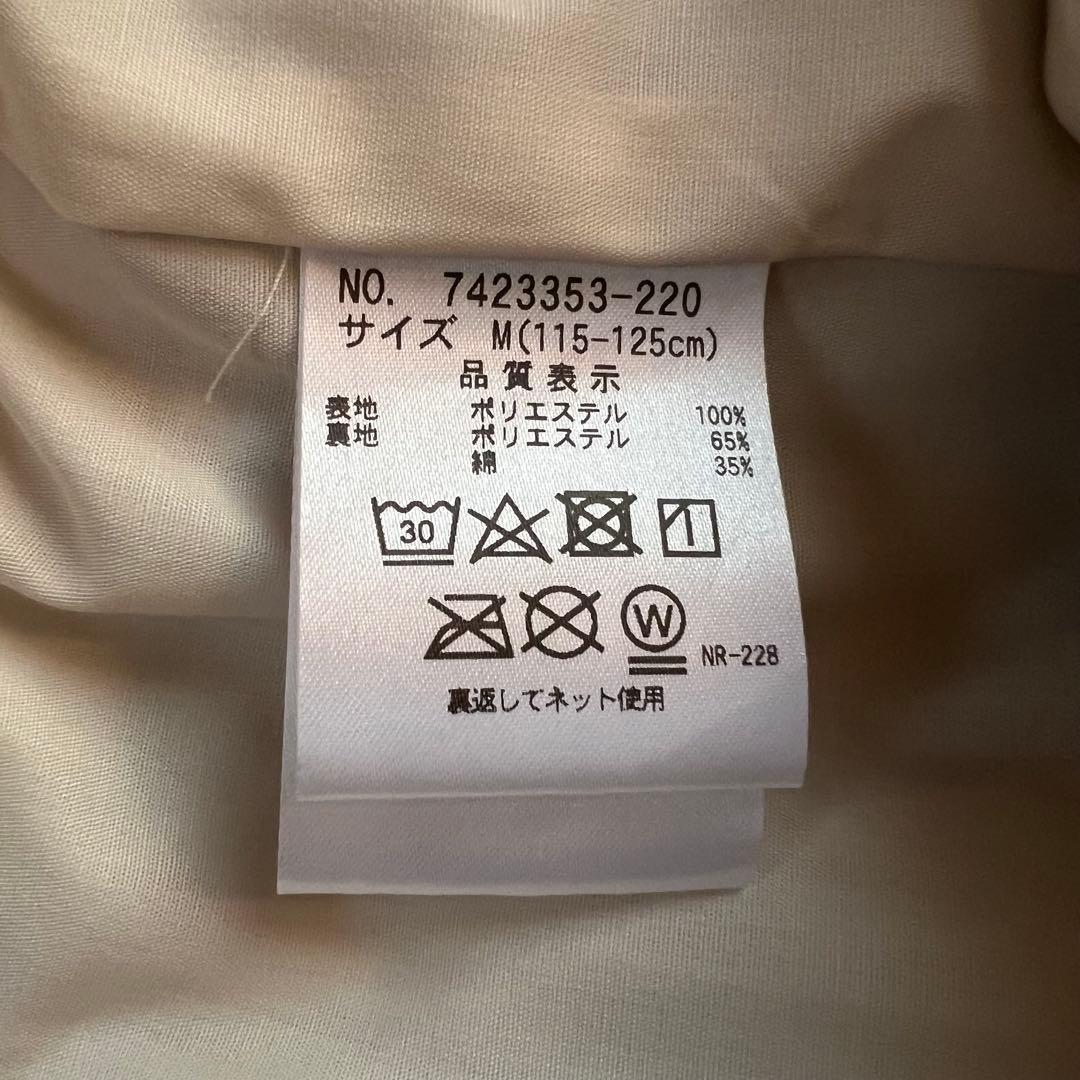 NO. 7423353-220
サイズ M(115-125cm)
品質表示
表地 ポリエステル 100%
裏地 ポリエステル 65%
綿 35%
30
W NR-228
裏返してネット使用